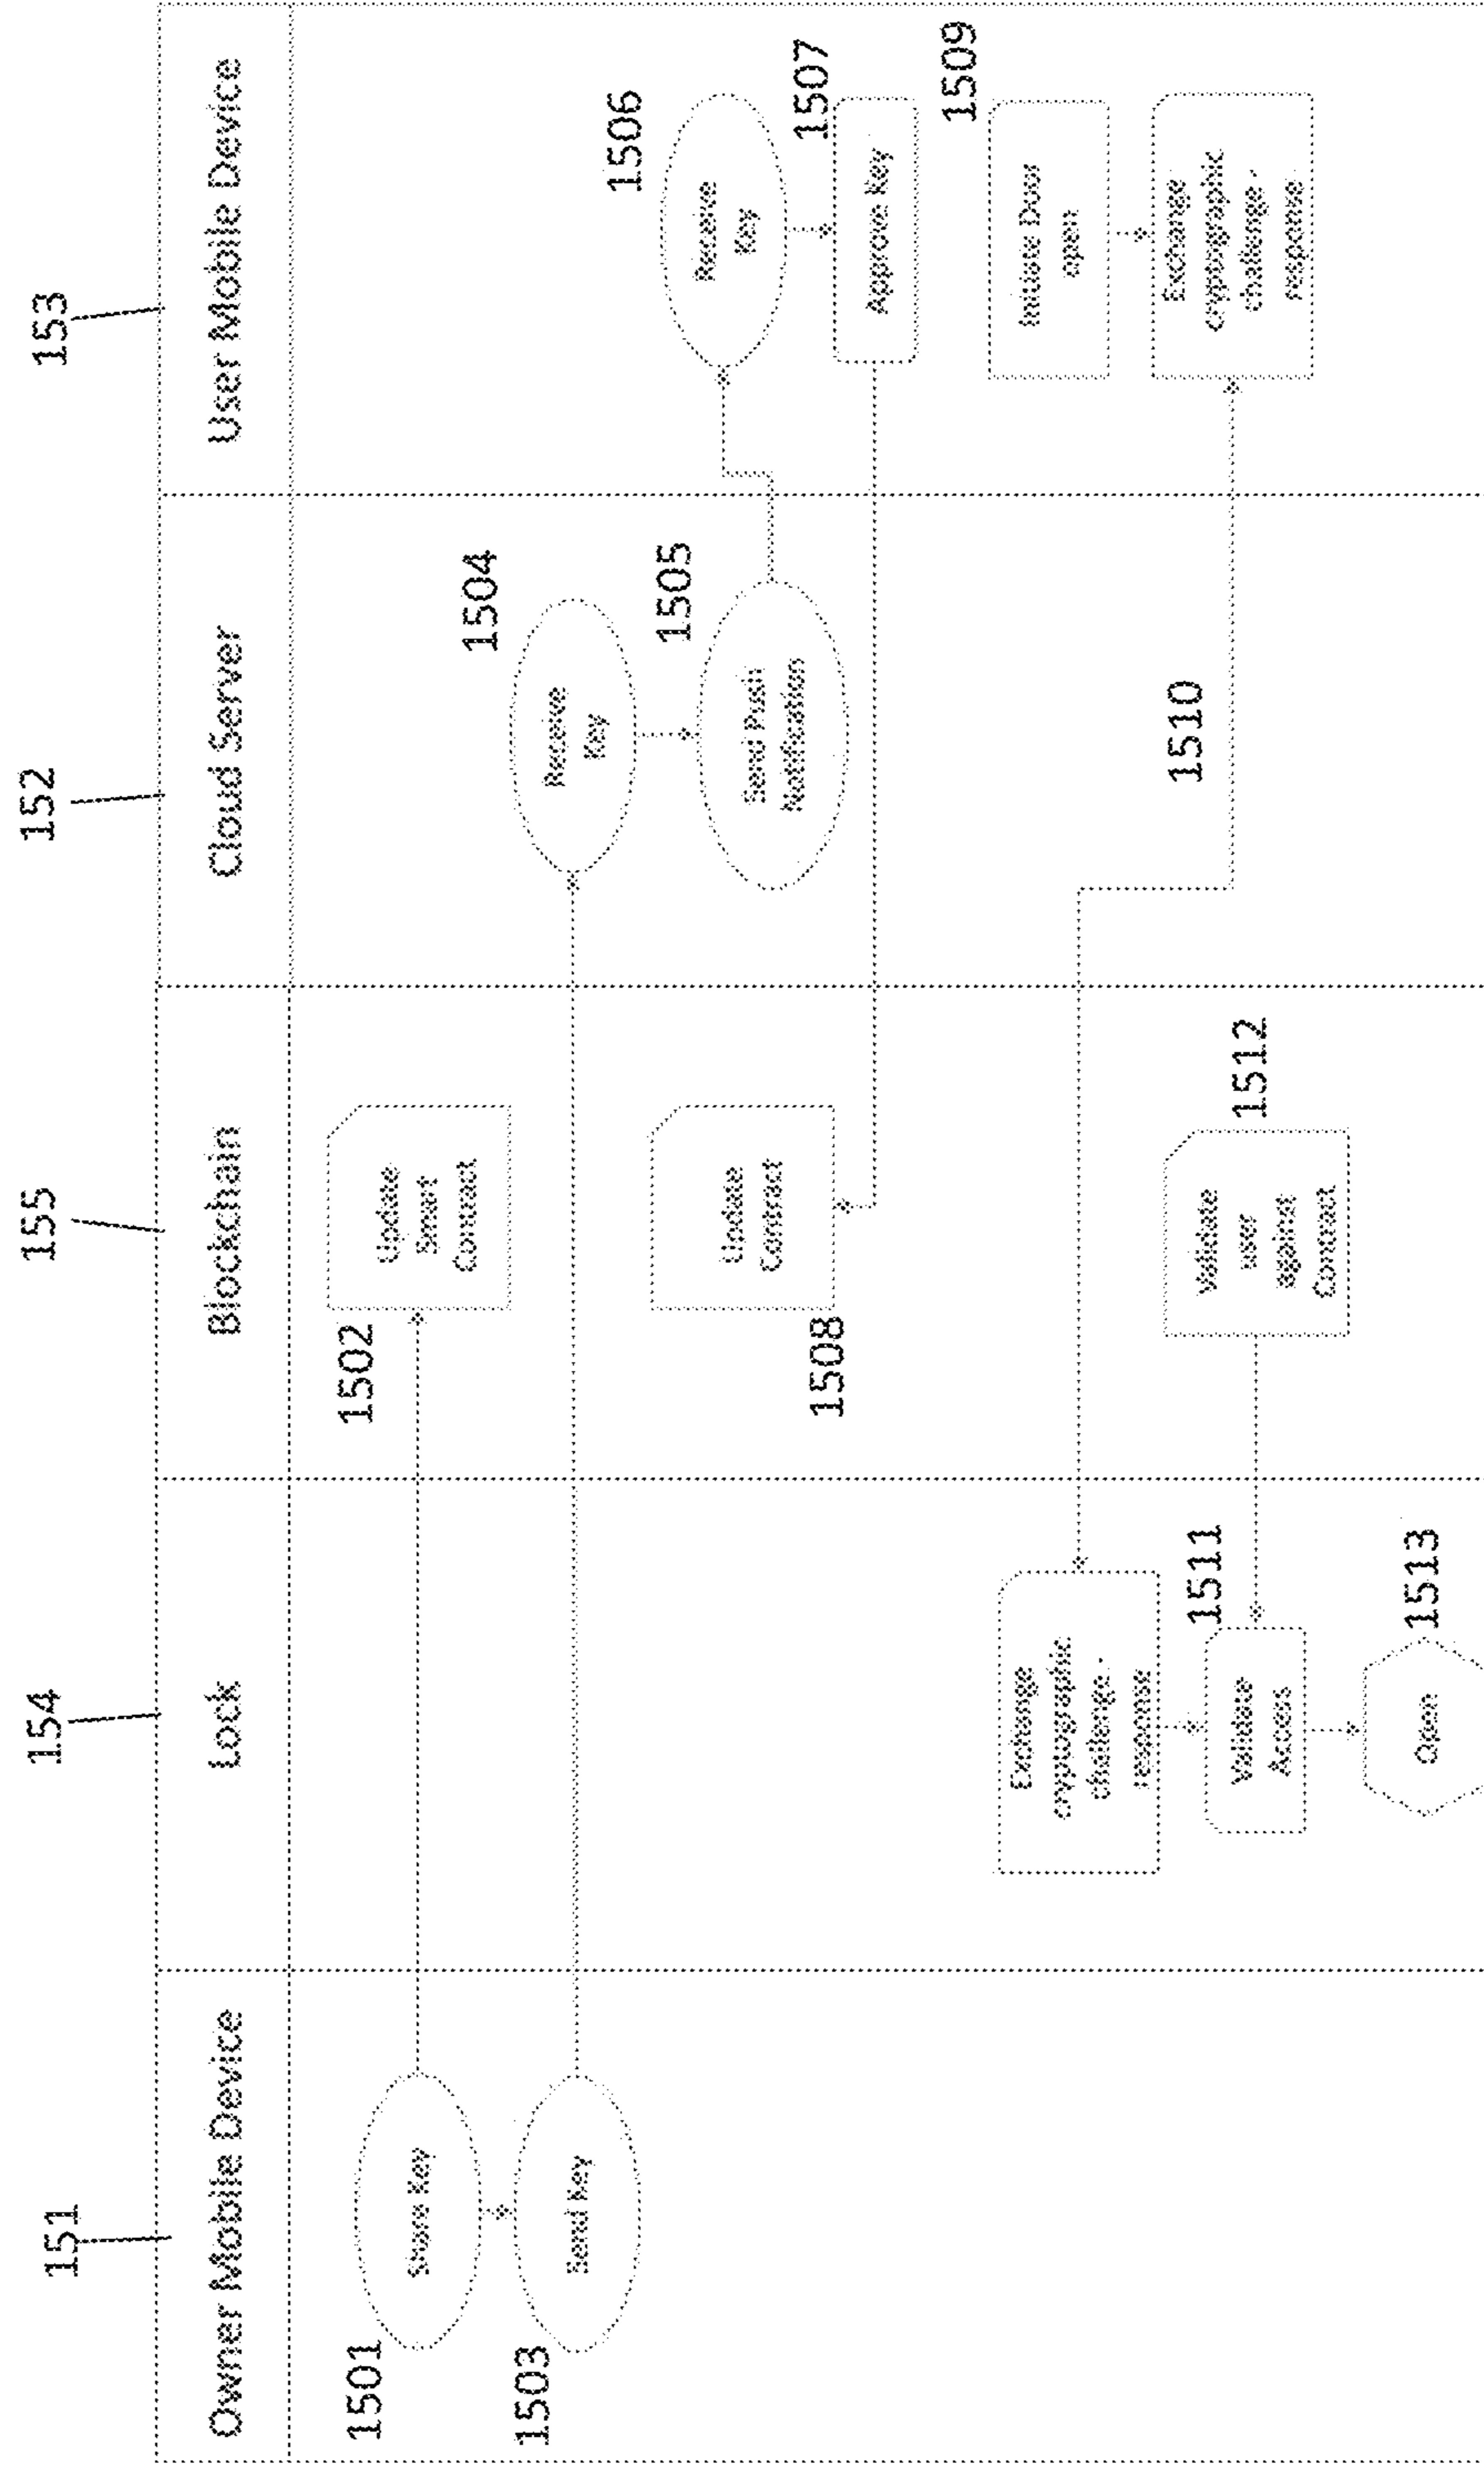 151
154
155
152
153
Owner Mobile Device
Lock
Blockchain
Cloud Server
User Mobile Device
1501
Share Key
1502
Update
Smart
Contract
1503
Send Key
1504
Receive
Key
1505
Send Push
Notification
1506
Receive
Key
1507
Approve Key
1508
Update
Contract
1509
Initiate Door
open
Exchange
cryptographic
challenge -
response
1510
Exchange
cryptographic
challenge -
response
1511
Validate
Access
1512
Validate
user
against
Contract
1513
Open